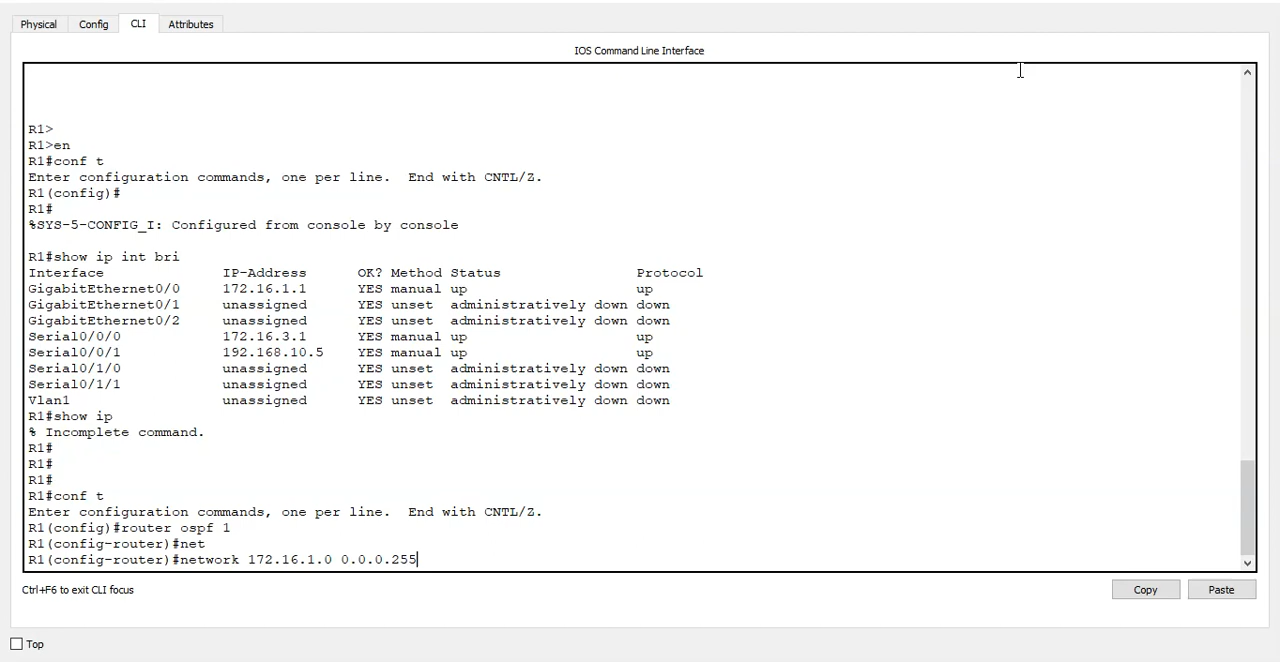 Physical Config CLI Attributes
IOS Command Line Interface
R1>
R1>en
R1#conf t
Enter configuration commands, one per line.  End with CNTL/Z.
R1(config)#
R1#
%SYS-5-CONFIG_I: Configured from console by console
R1#show ip int bri
Interface              IP-Address      OK? Method Status                Protocol
GigabitEthernet0/0     172.16.1.1      YES manual up                    up
GigabitEthernet0/1     unassigned      YES unset  administratively down down
GigabitEthernet0/2     unassigned      YES unset  administratively down down
Serial0/0/0            172.16.3.1      YES manual up                    up
Serial0/0/1            192.168.10.5    YES manual up                    up
Serial0/1/0            unassigned      YES unset  administratively down down
Serial0/1/1            unassigned      YES unset  administratively down down
Vlan1                  unassigned      YES unset  administratively down down
R1#show ip
% Incomplete command.
R1#
R1#
R1#
R1#conf t
Enter configuration commands, one per line.  End with CNTL/Z.
R1(config)#router ospf 1
R1(config-router)#net
R1(config-router)#network 172.16.1.0 0.0.0.255
Ctrl+F6 to exit CLI focus
Copy Paste
Top